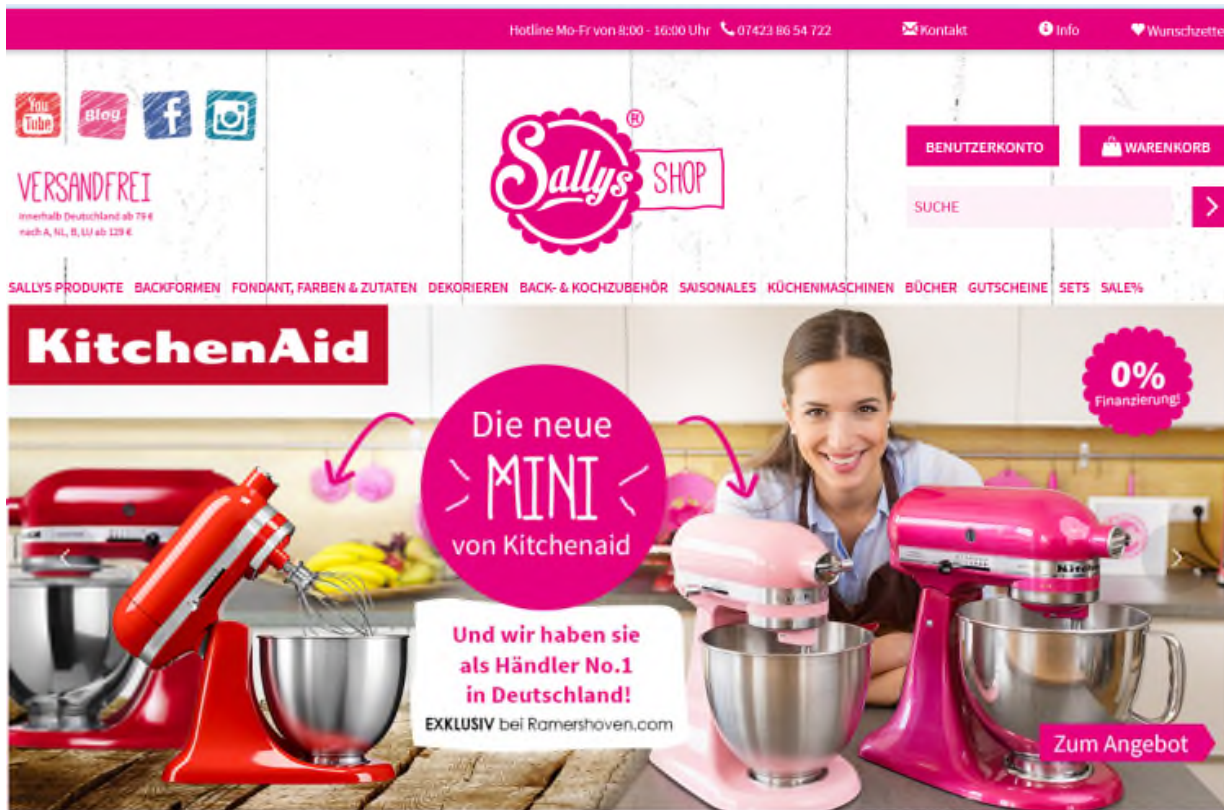 Hotline Mo-Fr von 8:00 - 16:00 Uhr 07423 86 54 722 Kontakt Info Wunschzette
You Tube Blog f
Sallys® SHOP
BENUTZERKONTO WARENKORB
VERSANDFREI
innerhalb Deutschland ab 79 €
nach A, NL, B, LU ab 129 €
SUCHE
SALLYS PRODUKTE BACKFORMEN FONDANT, FARBEN & ZUTATEN DEKORIEREN BACK- & KOCHZUBEHÖR SAISONALES KÜCHENMASCHINEN BÜCHER GUTSCHEINE SETS SALE%
KitchenAid
0%
Finanzierung!
Die neue
MINI
von Kitchenaid
Und wir haben sie
als Händler No.1
in Deutschland!
EXKLUSIV bei Ramershoven.com
Kitchen
Zum Angebot